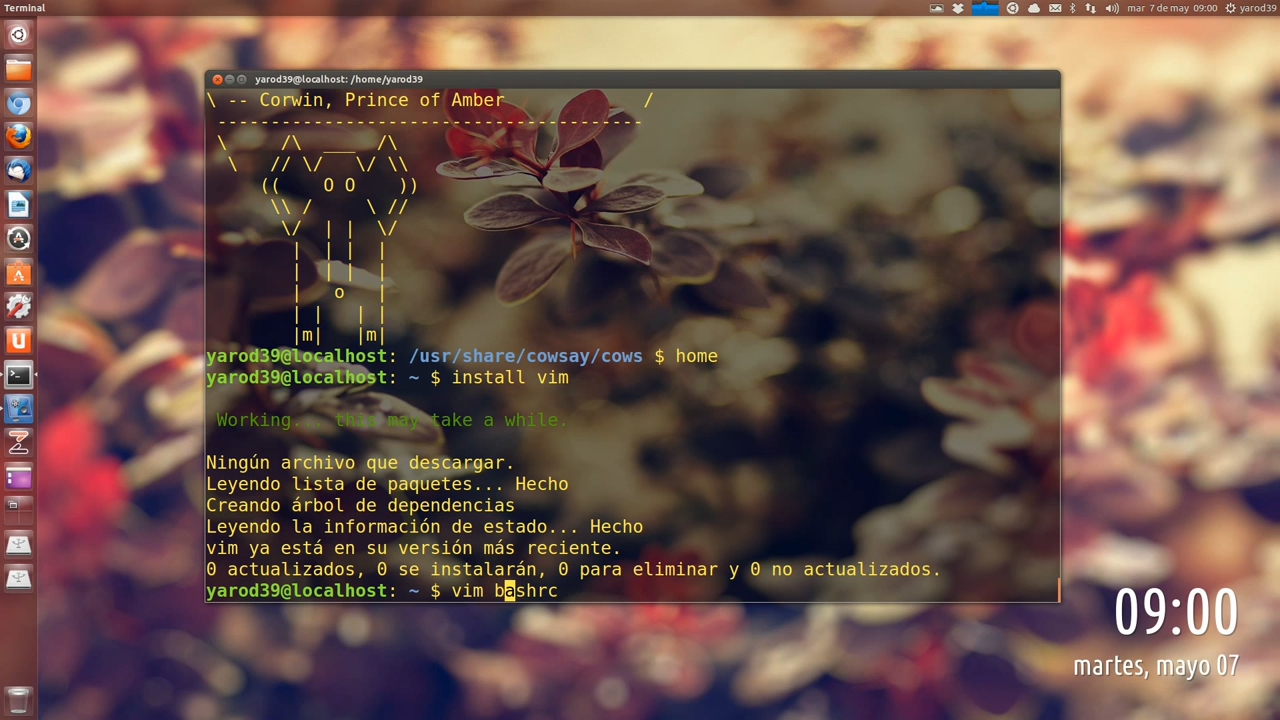 Terminal
mar 7 de may 09:00 yarod39
yarod39@localhost: /home/yarod39
\ -- Corwin, Prince of Amber /
----------------------------------------
 \     /\  ___  /\
  \   // \/   \/ \\
     ((    O O    ))
      \\ /     \ //
       \/  | |  \/
        |  | |  |
        |  | |  |
        |   o   |
        | |   | |
        |m|   |m|
yarod39@localhost: /usr/share/cowsay/cows $ home
yarod39@localhost: ~ $ install vim
Working... this may take a while.
Ningún archivo que descargar.
Leyendo lista de paquetes... Hecho
Creando árbol de dependencias
Leyendo la información de estado... Hecho
vim ya está en su versión más reciente.
0 actualizados, 0 se instalarán, 0 para eliminar y 0 no actualizados.
yarod39@localhost: ~ $ vim bashrc
09:00
martes, mayo 07